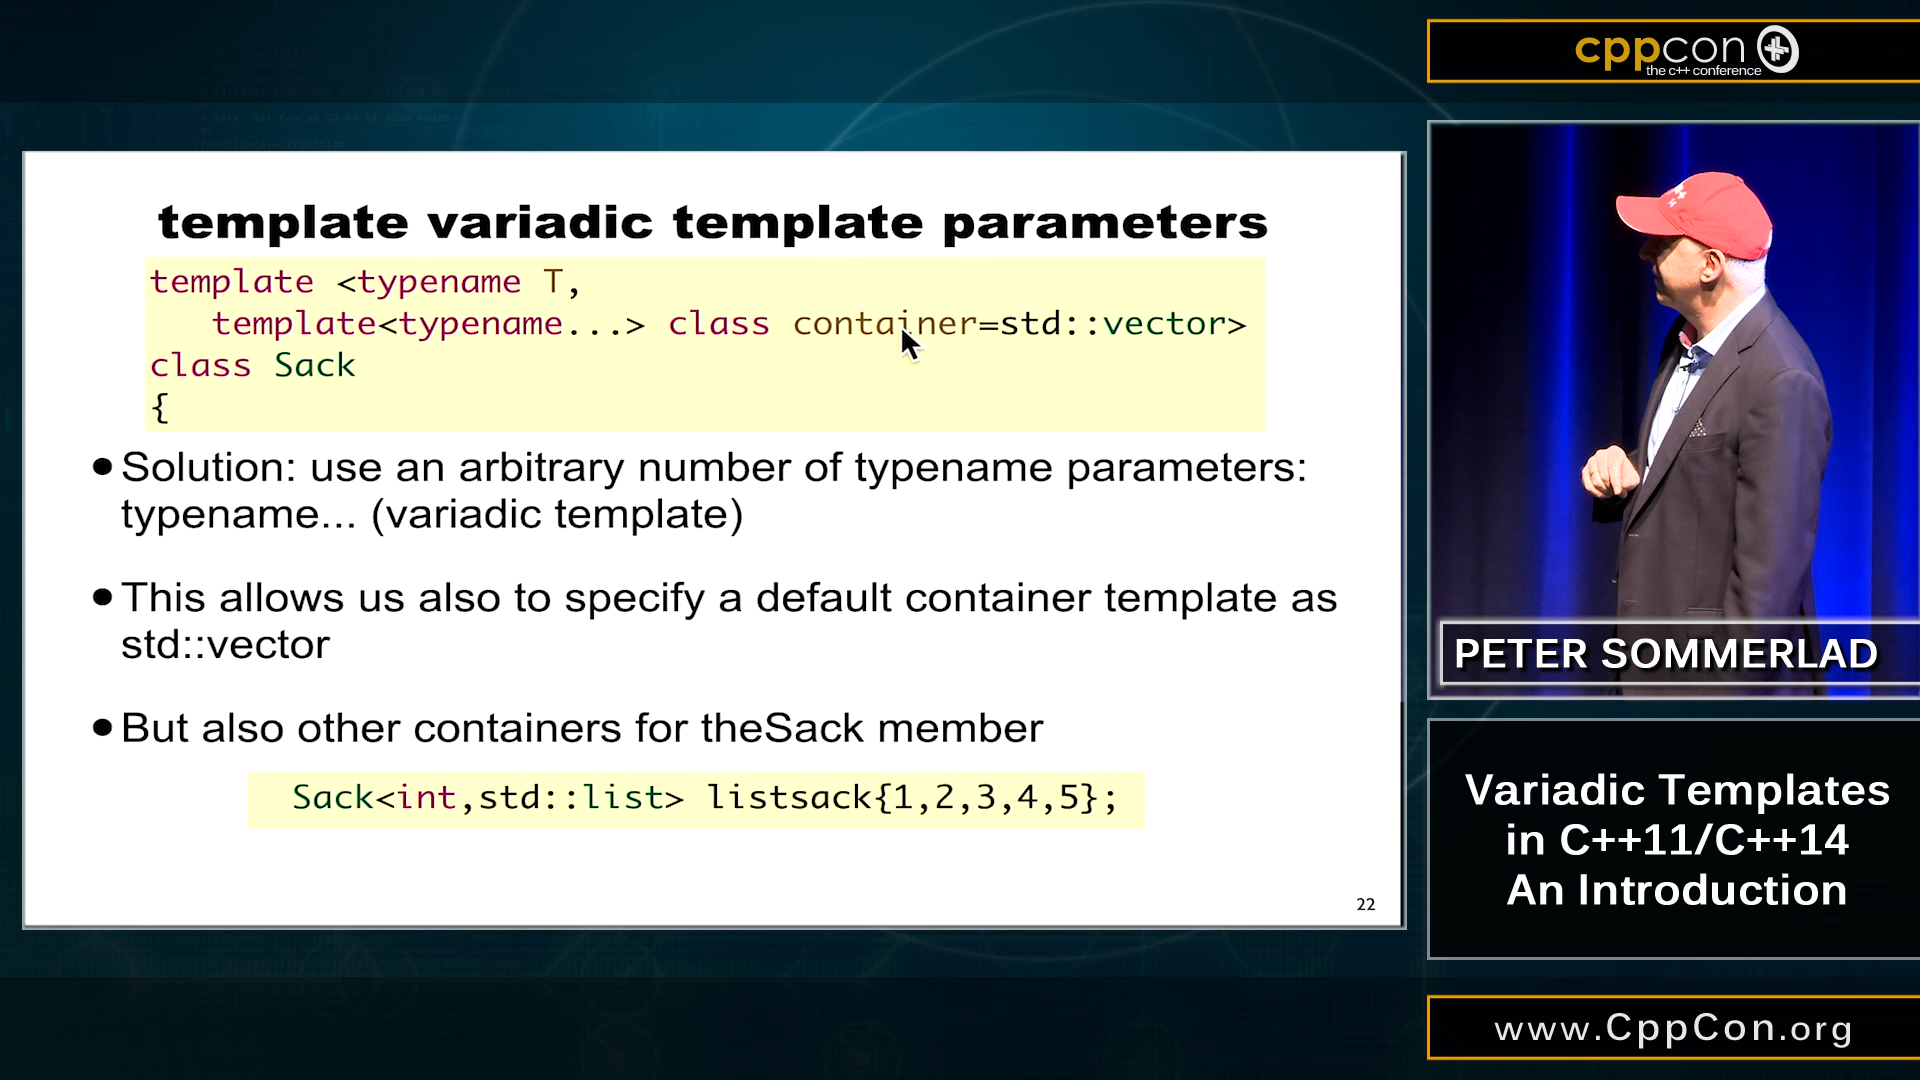 cppcon
the c++ conference
template variadic template parameters
template <typename T,
template<typename...> class container=std::vector>
class Sack
{
•Solution: use an arbitrary number of typename parameters:
typename... (variadic template)
•This allows us also to specify a default container template as
std::vector
•But also other containers for theSack member
Sack<int,std::list> listsack{1,2,3,4,5};
22
PETER SOMMERLAD
Variadic Templates
in C++11/C++14
An Introduction
www.CppCon.org